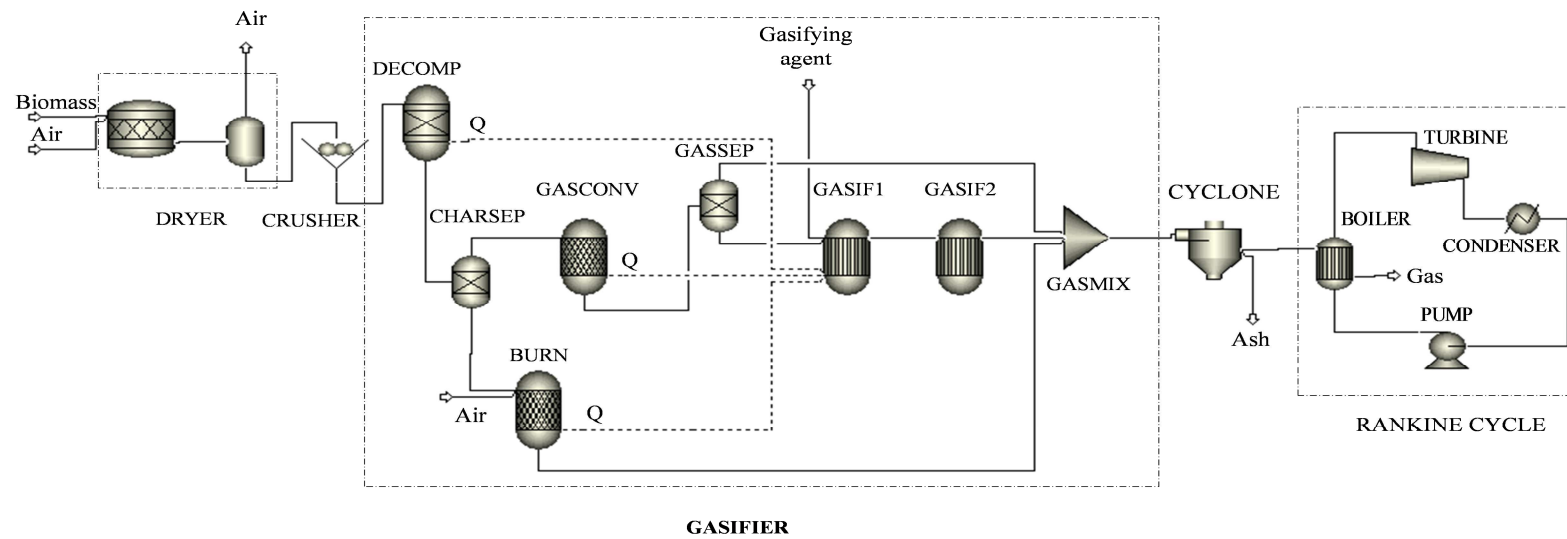 Air
Gasifying
agent
DECOMP
Biomass
Air
Q
GASSEP
TURBINE
GASCONV
GASIF1
GASIF2
CYCLONE
DRYER
CRUSHER
CHARSEP
BOILER
CONDENSER
Q
Gas
GASMIX
PUMP
Ash
BURN
Air
Q
RANKINE CYCLE
GASIFIER